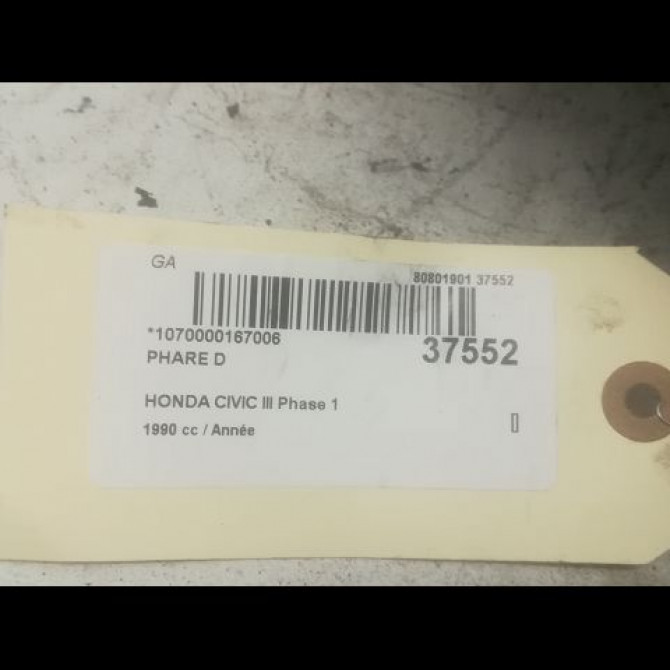 GA
80801901 37552
*1070000167006
37552
PHARE D
HONDA CIVIC III Phase 1
1990 cc / Année